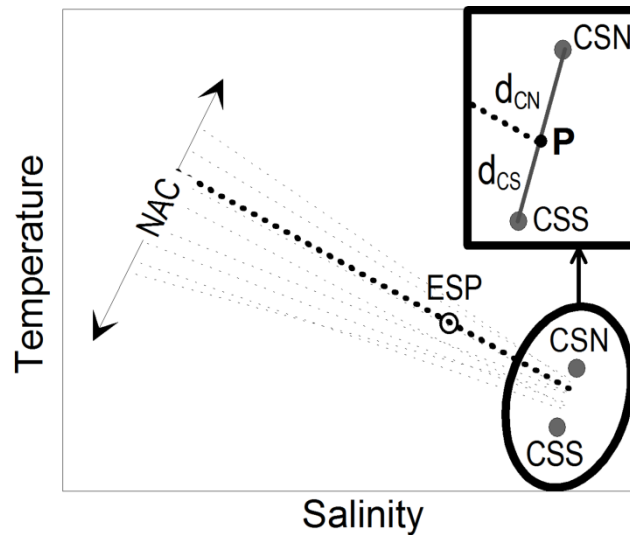 CSN
dCN
P
dCS
CSS
NAC
ESP
CSN
CSS
Temperature
Salinity